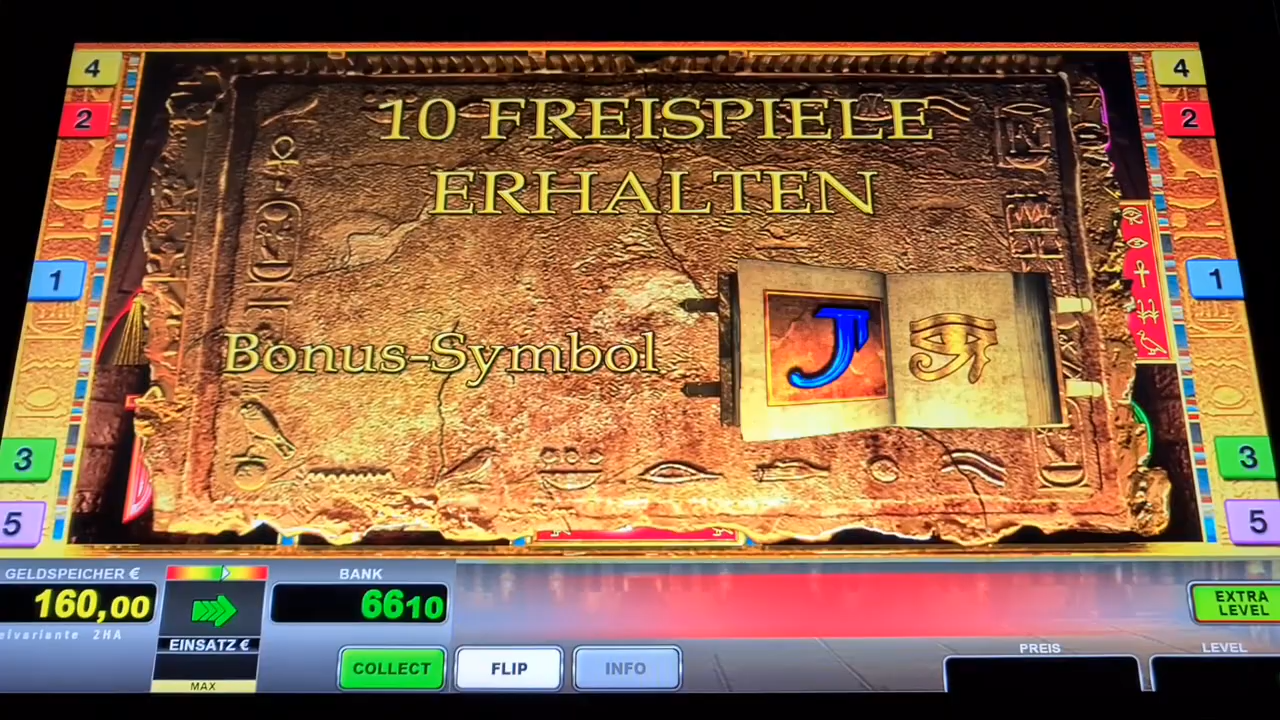 10 FREISPIELE
ERHALTEN
Bonus-Symbol
J
4
2
1
3
5
4
2
1
3
5
GELDSPEICHER €
160,00
2HA
EINSATZ €
MAX
BANK
6610
COLLECT
FLIP
INFO
EXTRA
LEVEL
PREIS
LEVEL